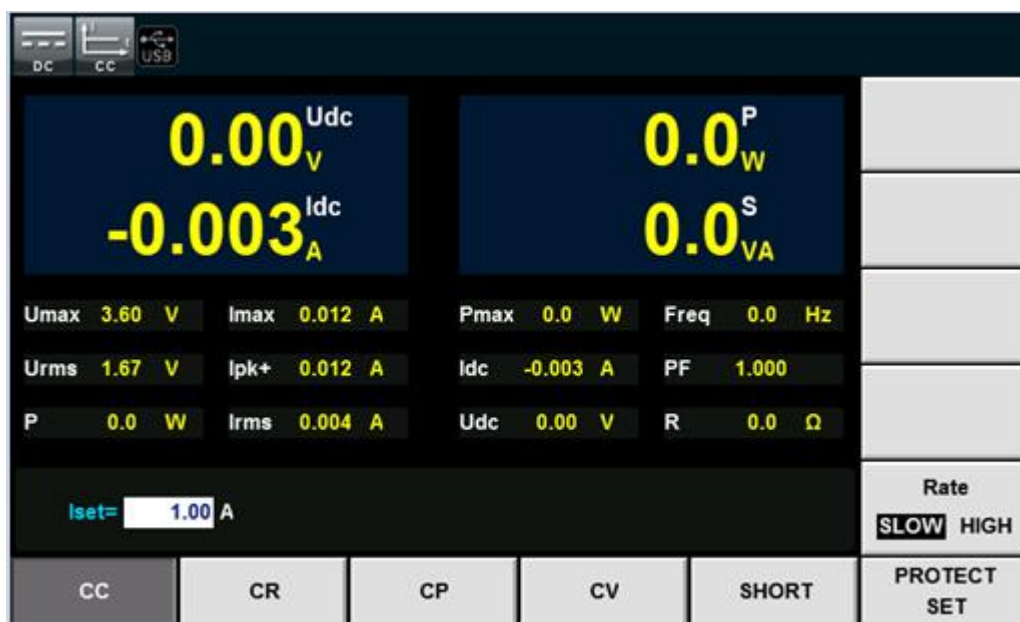 DC CC USB
0.00 Udc V
-0.003 Idc A
0.0 P W
0.0 S VA
Umax 3.60 V Imax 0.012 A Pmax 0.0 W Freq 0.0 Hz
Urms 1.67 V Ipk+ 0.012 A Idc -0.003 A PF 1.000
P 0.0 W Irms 0.004 A Udc 0.00 V R 0.0 Ω
Iset= 1.00 A
Rate
SLOW HIGH
CC CR CP CV SHORT
PROTECT
SET